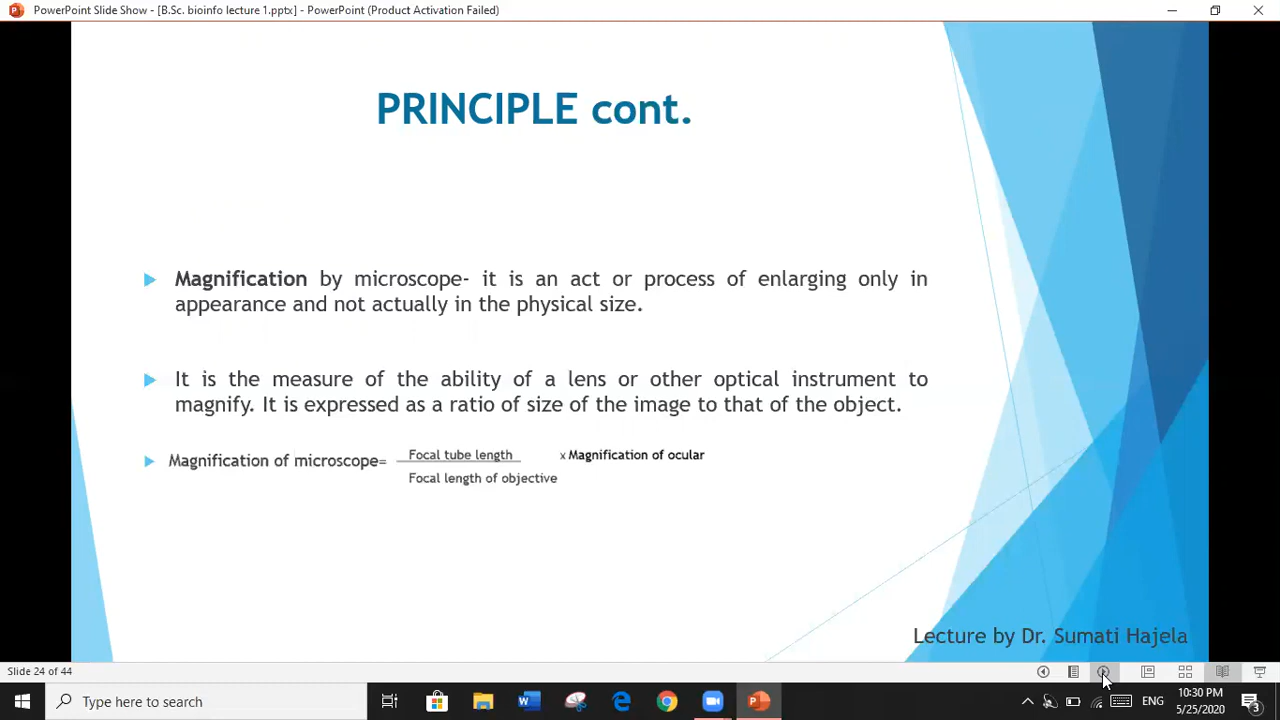 PowerPoint Slide Show - [B.Sc. bioinfo lecture 1.pptx] - PowerPoint (Product Activation Failed)
PRINCIPLE cont.
Magnification by microscope- it is an act or process of enlarging only in
appearance and not actually in the physical size.
It is the measure of the ability of a lens or other optical instrument to
magnify. It is expressed as a ratio of size of the image to that of the object.
Magnification of microscope= Focal tube length x Magnification of ocular
Focal length of objective
Lecture by Dr. Sumati Hajela
Slide 24 of 44
Type here to search
ENG
10:30 PM
5/25/2020
3